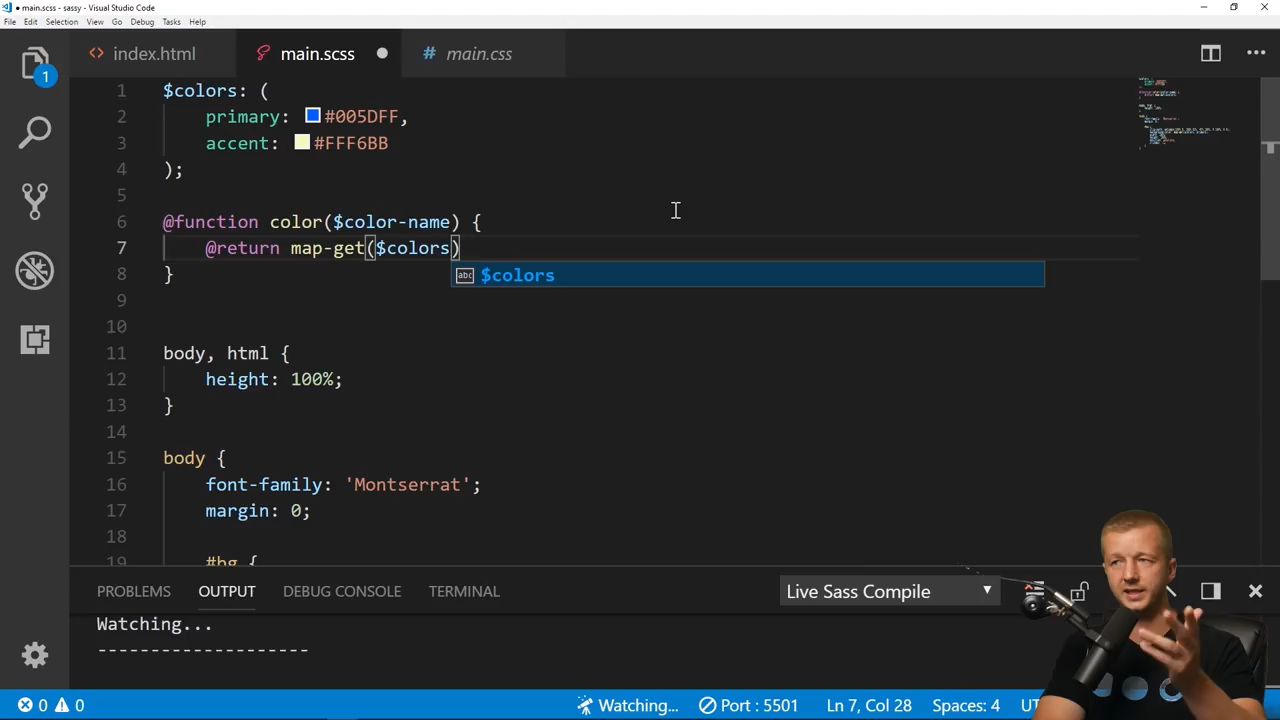 main.scss - sassy - Visual Studio Code
File Edit Selection View Go Debug Tasks Help
index.html main.scss main.css
1
1 $colors: (
2 primary: #005DFF,
3 accent: #FFF6BB
4 );
5
6 @function color($color-name) {
7 @return map-get($colors)
abc $colors
8 }
9
10
11 body, html {
12 height: 100%;
13 }
14
15 body {
16 font-family: 'Montserrat';
17 margin: 0;
18
19 #bg {
PROBLEMS OUTPUT DEBUG CONSOLE TERMINAL Live Sass Compile
Watching...
--------------------
0 0 Watching... Port : 5501 Ln 7, Col 28 Spaces: 4